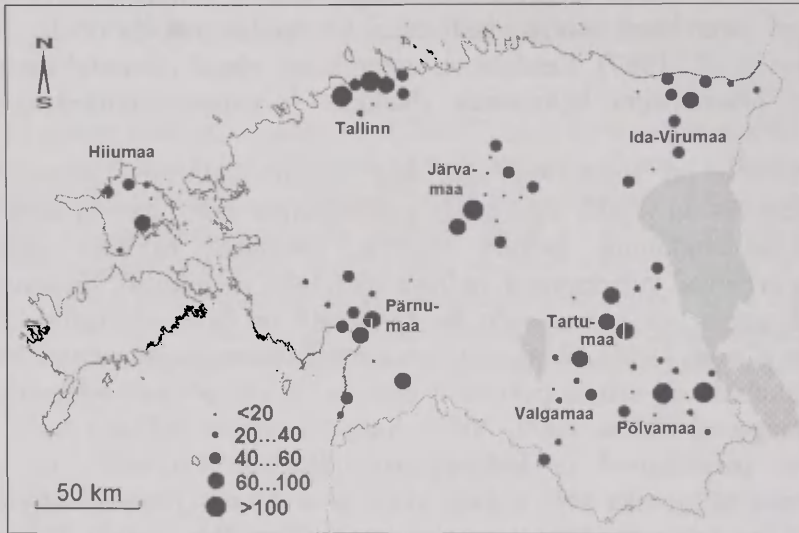 N
S
Tallinn
Ida-Virumaa
Hiiumaa
Järva-
maa
Pärnu-
maa
Tartu-
maa
Valgamaa
Põlvamaa
<20
20...40
40...60
60...100
>100
50 km